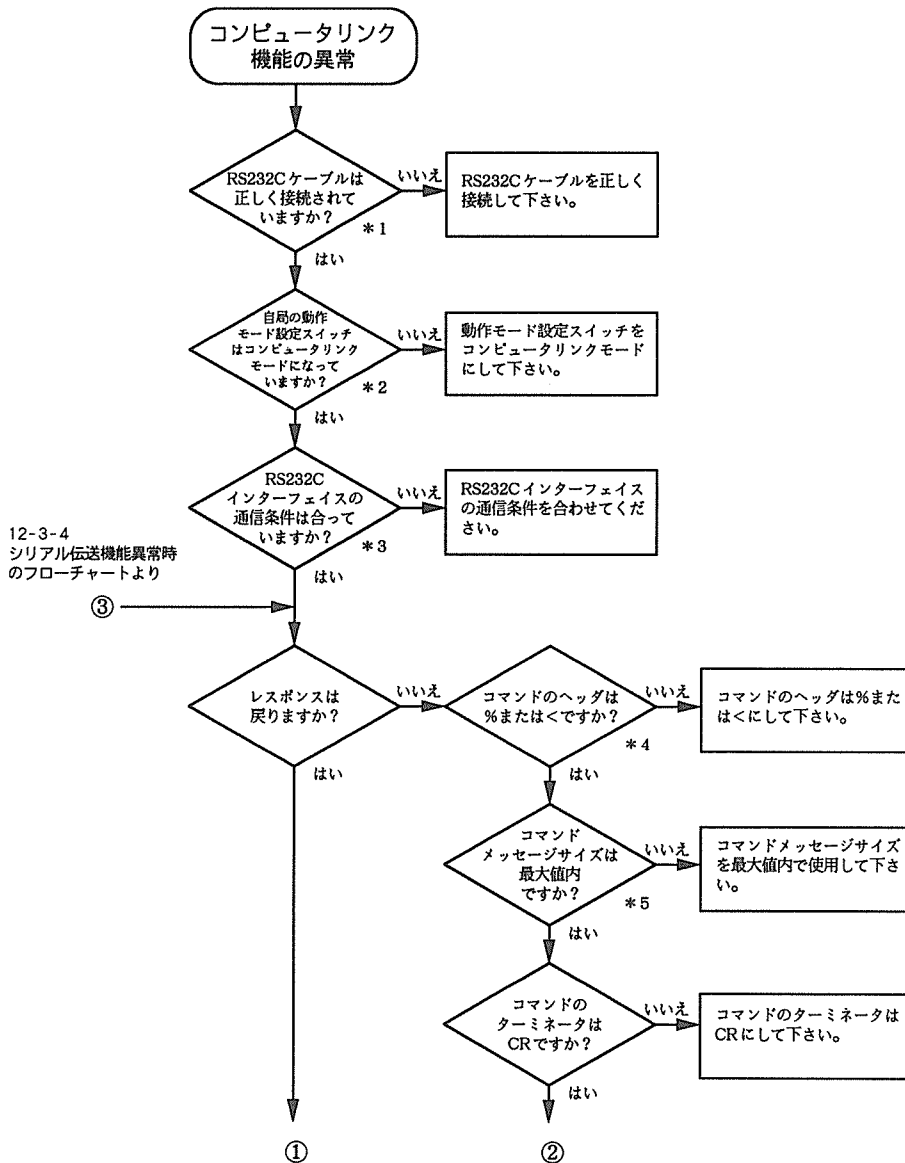 コンピュータリンク
機能の異常
RS232Cケーブルは
正しく接続されて
いますか？
＊1
いいえ
RS232Cケーブルを正しく
接続して下さい。
はい
自局の動作
モード設定スイッチ
はコンピュータリンク
モードになって
いますか？
＊2
いいえ
動作モード設定スイッチを
コンピュータリンクモード
にして下さい。
はい
RS232C
インターフェイスの
通信条件は合って
いますか？
＊3
いいえ
RS232Cインターフェイス
の通信条件を合わせてくだ
さい。
はい
12-3-4
シリアル伝送機能異常時
のフローチャートより
③
レスポンスは
戻りますか？
いいえ
はい
コマンドのヘッダは
％または＜ですか？
＊4
いいえ
コマンドのヘッダは％また
は＜にして下さい。
はい
コマンド
メッセージサイズは
最大値内
ですか？
＊5
いいえ
コマンドメッセージサイズ
を最大値内で使用して下さ
い。
はい
コマンドの
ターミネータは
CRですか？
いいえ
コマンドのターミネータは
CRにして下さい。
はい
①
②